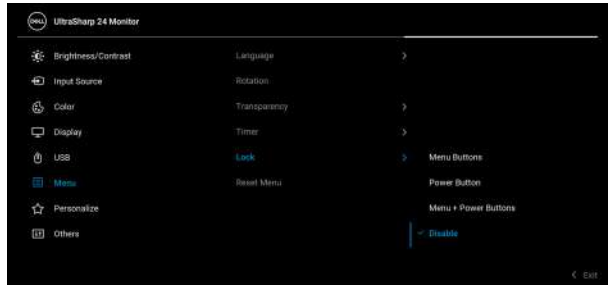 DELL UltraSharp 24 Monitor
Brightness/Contrast
Input Source
Color
Display
USB
Menu
Personalize
Others
Language
Rotation
Transparency
Timer
Lock
Reset Menu
Menu Buttons
Power Button
Menu + Power Buttons
Disable
Exit